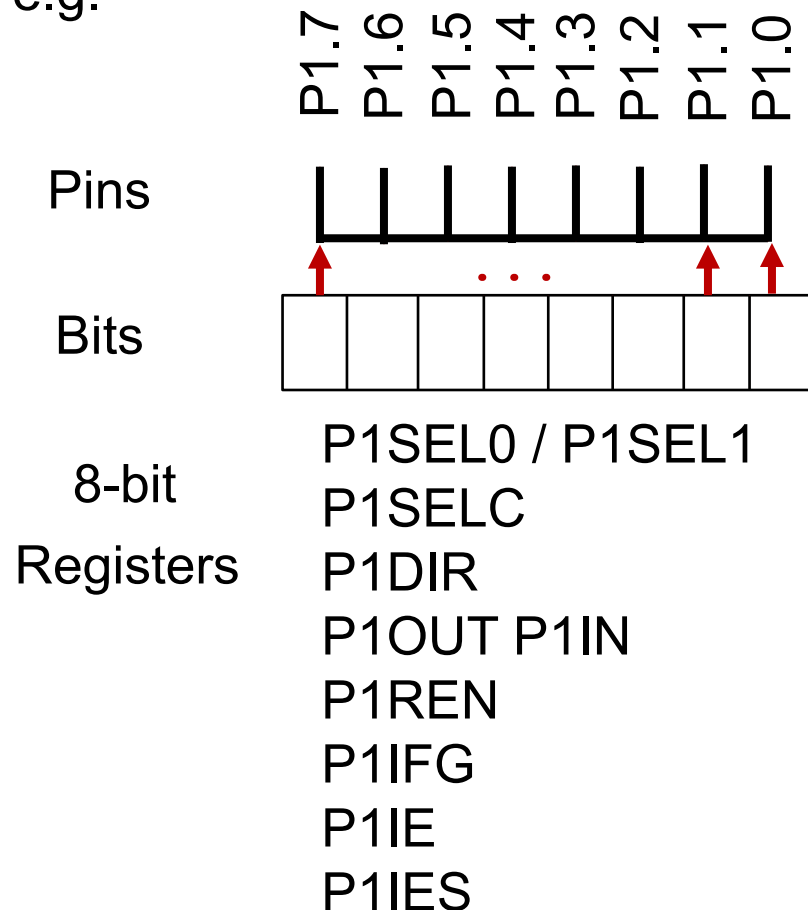 e.g.
P1.7 P1.6 P1.5 P1.4 P1.3 P1.2 P1.1 P1.0
Pins
. . .
Bits
P1SEL0 / P1SEL1
8-bit
P1SELC
Registers
P1DIR
P1OUT P1IN
P1REN
P1IFG
P1IE
P1IES